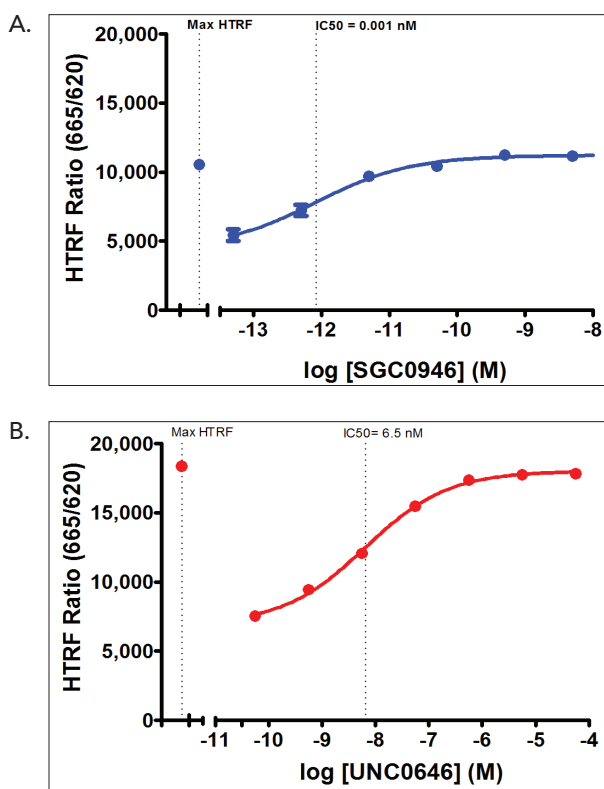 A.
Max HTRF
IC50 = 0.001 nM
20,000
15,000
10,000
5,000
0
HTRF Ratio (665/620)
-13
-12
-11
-10
-9
-8
log [SGC0946] (M)
B.
Max HTRF
IC50= 6.5 nM
20,000
15,000
10,000
5,000
0
HTRF Ratio (665/620)
-11
-10
-9
-8
-7
-6
-5
-4
log [UNC0646] (M)